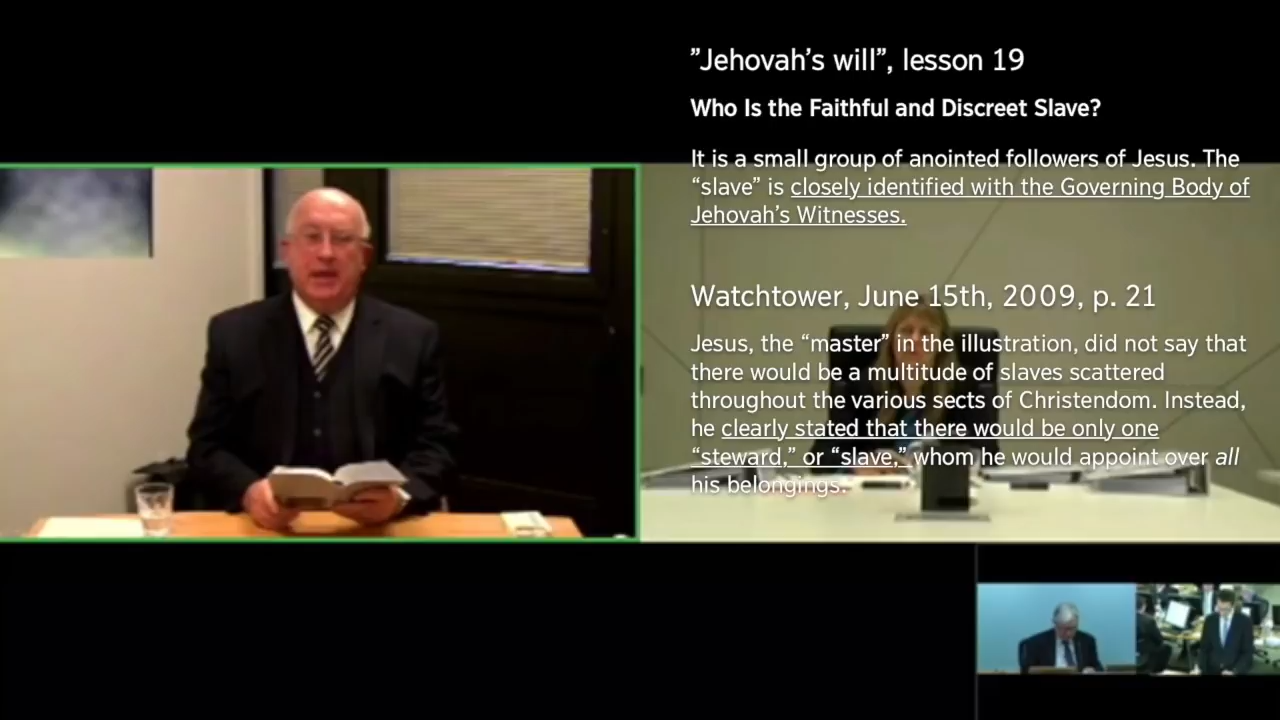 ”Jehovah’s will”, lesson 19
Who Is the Faithful and Discreet Slave?
It is a small group of anointed followers of Jesus. The
“slave” is closely identified with the Governing Body of
Jehovah’s Witnesses.
Watchtower, June 15th, 2009, p. 21
Jesus, the “master” in the illustration, did not say that
there would be a multitude of slaves scattered
throughout the various sects of Christendom. Instead,
he clearly stated that there would be only one
“steward,” or “slave,” whom he would appoint over all
his belongings.